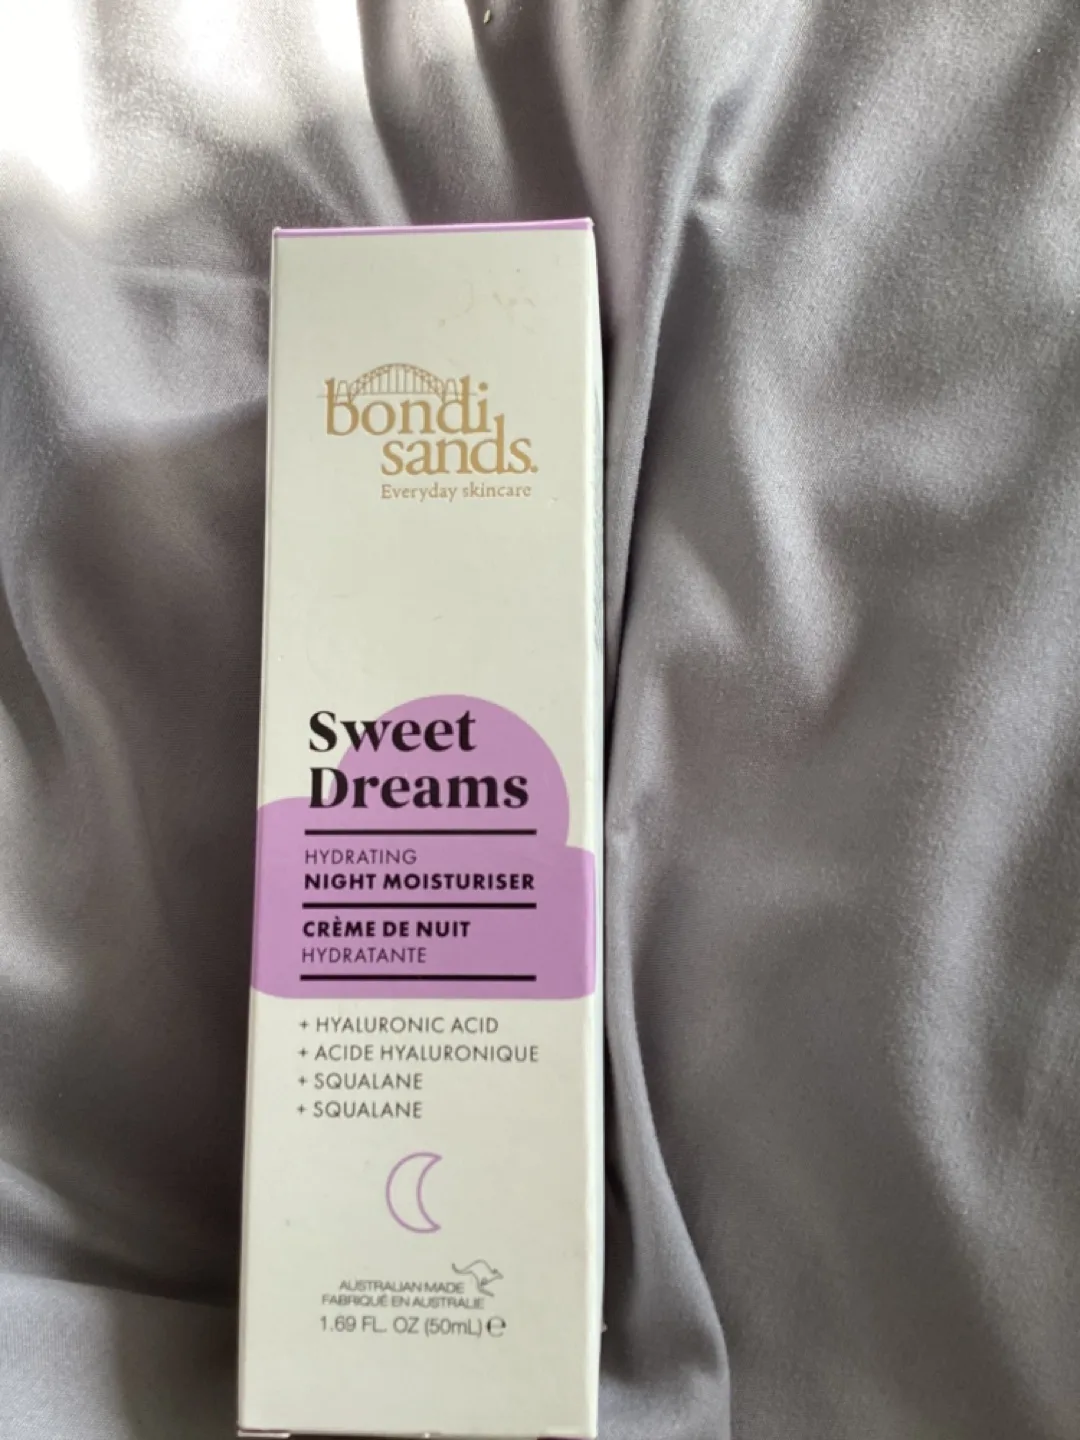 bondi
sands.
Everyday skincare
Sweet
Dreams
HYDRATING
NIGHT MOISTURISER
CRÈME DE NUIT
HYDRATANTE
+ HYALURONIC ACID
+ ACIDE HYALURONIQUE
+ SQUALANE
+ SQUALANE
AUSTRALIAN MADE
FABRIQUÉ EN AUSTRALIE
1.69 FL. OZ (50mL) ℮